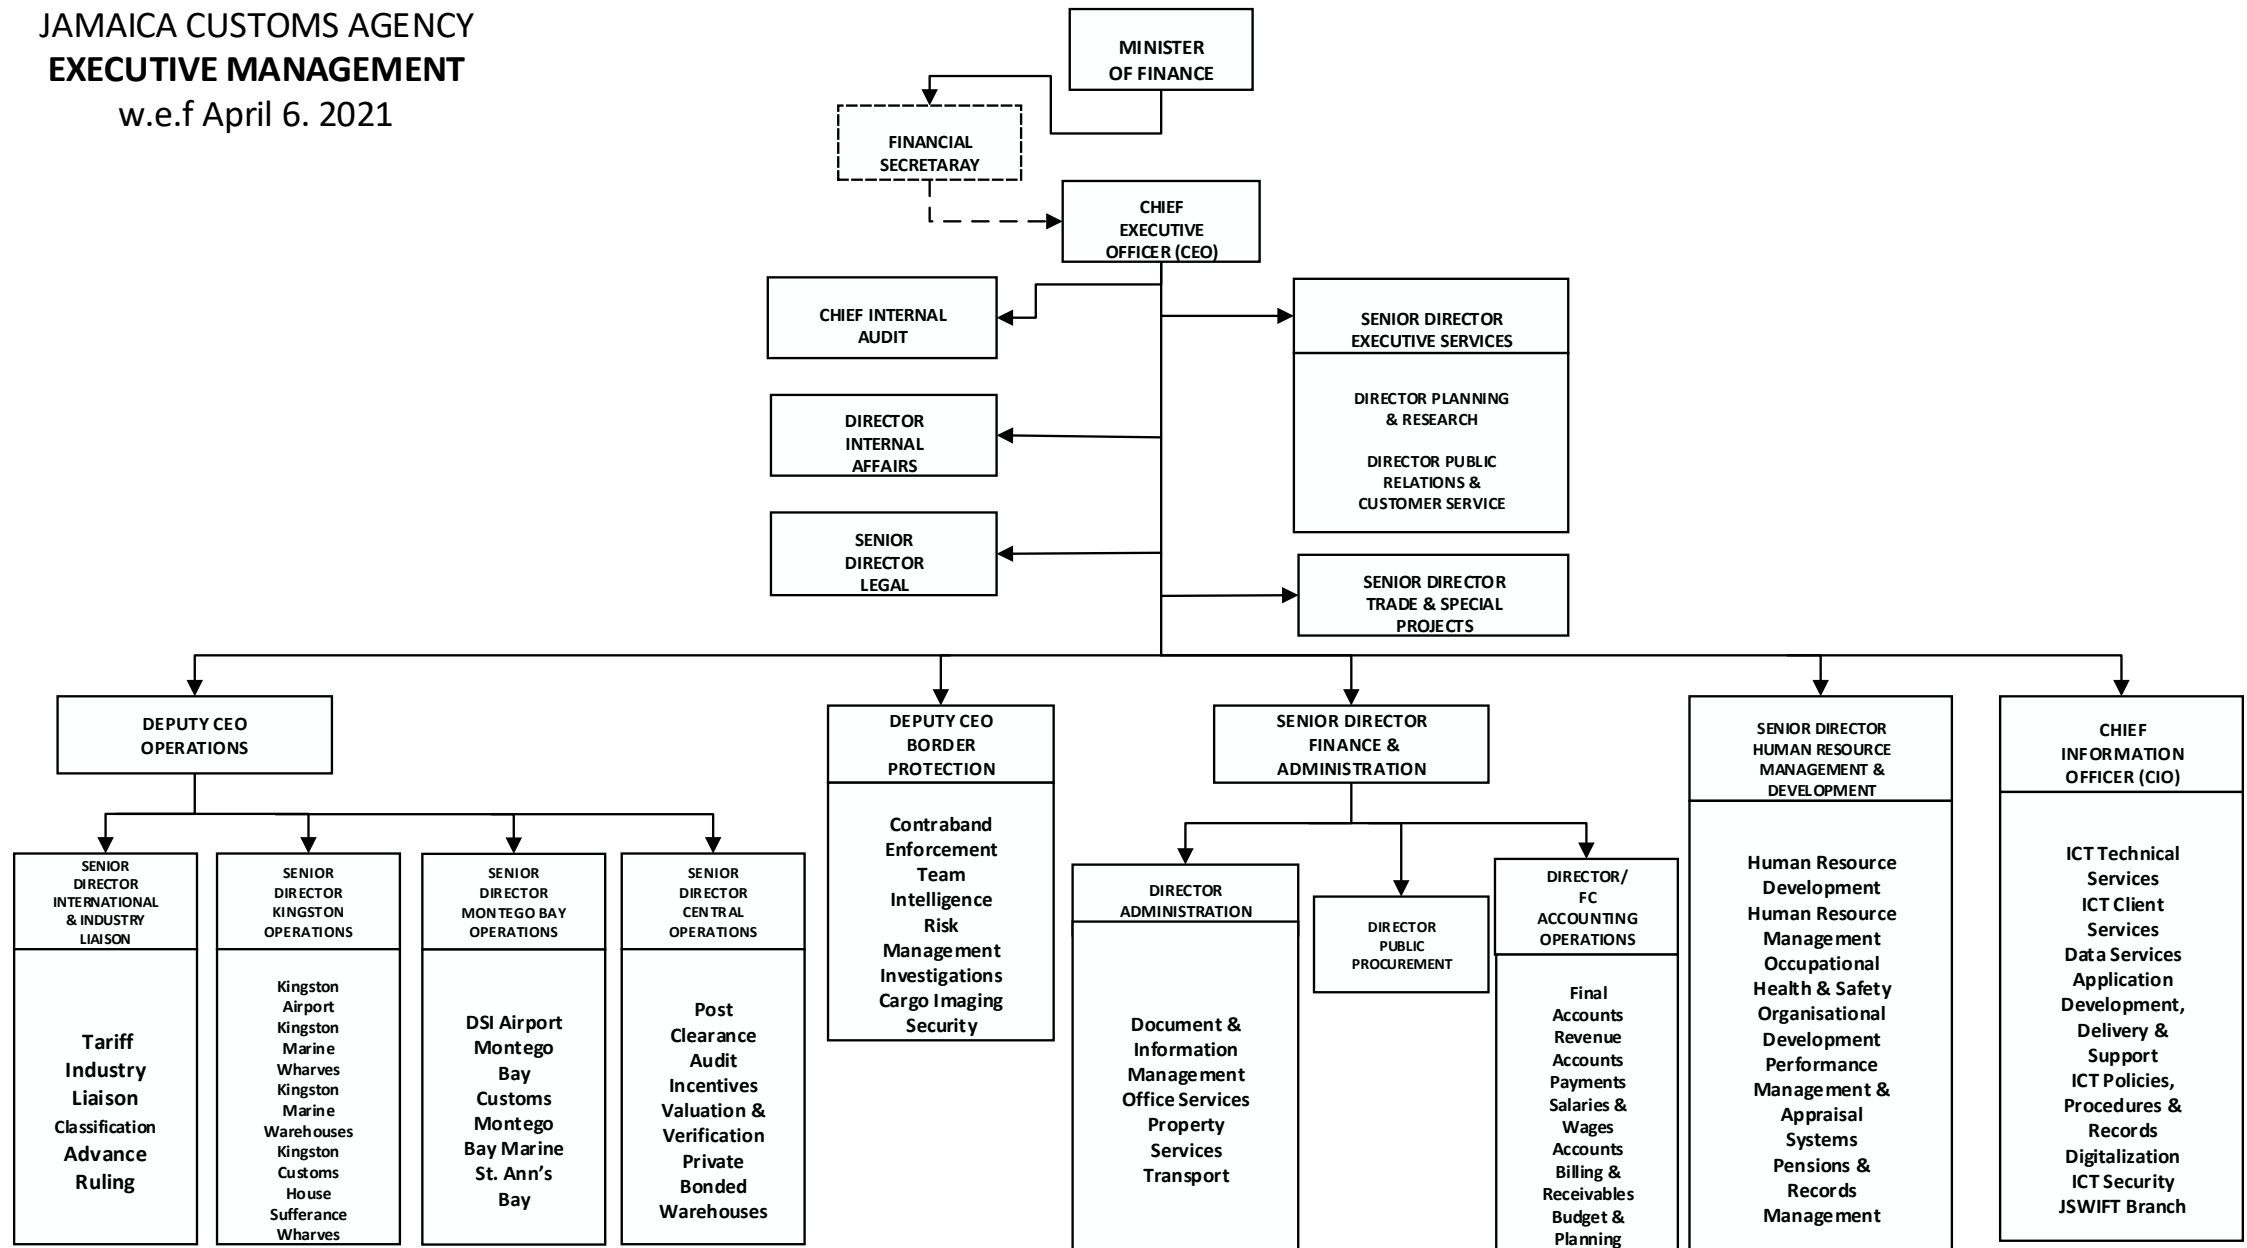 JAMAICA CUSTOMS AGENCY
EXECUTIVE MANAGEMENT
w.e.f April 6. 2021
MINISTER
OF FINANCE
FINANCIAL
SECRETARAY
CHIEF
EXECUTIVE
OFFICER (CEO)
CHIEF INTERNAL
AUDIT
SENIOR DIRECTOR
EXECUTIVE SERVICES
DIRECTOR PLANNING
& RESEARCH
DIRECTOR PUBLIC
RELATIONS &
CUSTOMER SERVICE
DIRECTOR
INTERNAL
AFFAIRS
SENIOR
DIRECTOR
LEGAL
SENIOR DIRECTOR
TRADE & SPECIAL
PROJECTS
DEPUTY CEO
OPERATIONS
SENIOR
DIRECTOR
INTERNATIONAL
& INDUSTRY
LIAISON
Tariff
Industry
Liaison
Classification
Advance
Ruling
SENIOR
DIRECTOR
KINGSTON
OPERATIONS
Kingston
Airport
Kingston
Marine
Wharves
Kingston
Marine
Warehouses
Kingston
Customs
House
Sufferance
Wharves
SENIOR
DIRECTOR
MONTEGO BAY
OPERATIONS
DSI Airport
Montego
Bay
Customs
Montego
Bay Marine
St. Ann’s
Bay
SENIOR
DIRECTOR
CENTRAL
OPERATIONS
Post
Clearance
Audit
Incentives
Valuation &
Verification
Private
Bonded
Warehouses
DEPUTY CEO
BORDER
PROTECTION
Contraband
Enforcement
Team
Intelligence
Risk
Management
Investigations
Cargo Imaging
Security
SENIOR DIRECTOR
FINANCE &
ADMINISTRATION
DIRECTOR
ADMINISTRATION
Document &
Information
Management
Office Services
Property
Services
Transport
DIRECTOR
PUBLIC
PROCUREMENT
DIRECTOR/
FC
ACCOUNTING
OPERATIONS
Final
Accounts
Revenue
Accounts
Payments
Salaries &
Wages
Accounts
Billing &
Receivables
Budget &
Planning
SENIOR DIRECTOR
HUMAN RESOURCE
MANAGEMENT &
DEVELOPMENT
Human Resource
Development
Human Resource
Management
Occupational
Health & Safety
Organisational
Development
Performance
Management &
Appraisal
Systems
Pensions &
Records
Management
CHIEF
INFORMATION
OFFICER (CIO)
ICT Technical
Services
ICT Client
Services
Data Services
Application
Development,
Delivery &
Support
ICT Policies,
Procedures &
Records
Digitalization
ICT Security
JSWIFT Branch